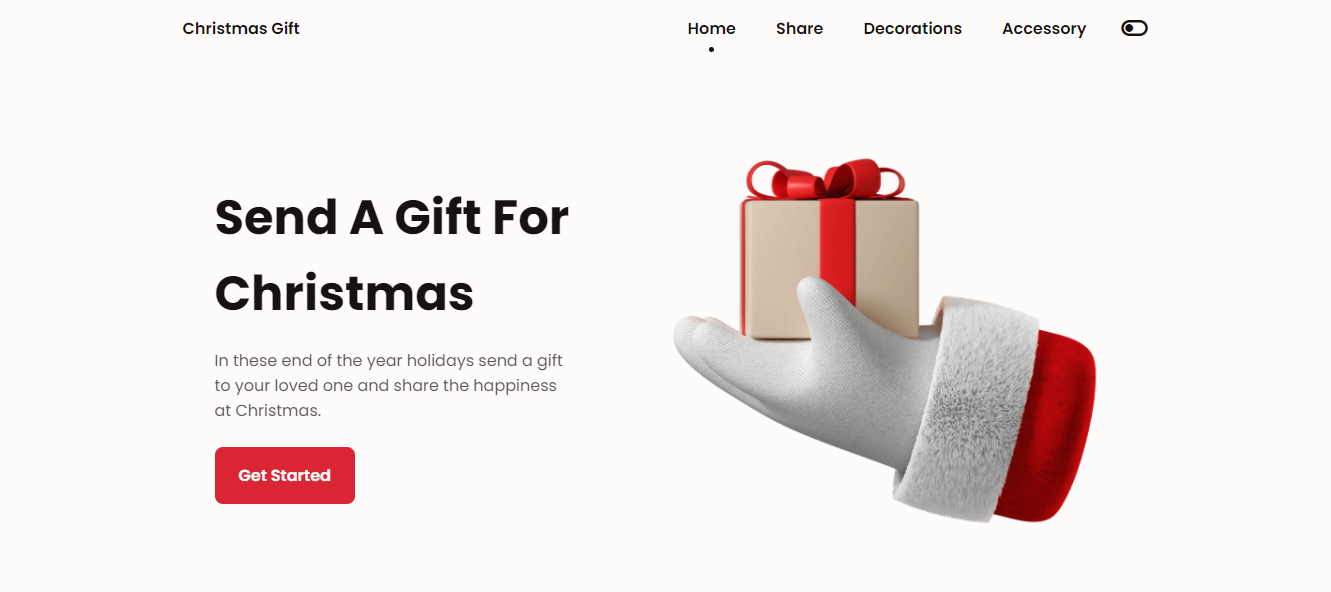 Christmas Gift
Home Share Decorations Accessory
Send A Gift For
Christmas
In these end of the year holidays send a gift
to your loved one and share the happiness
at Christmas.
Get Started